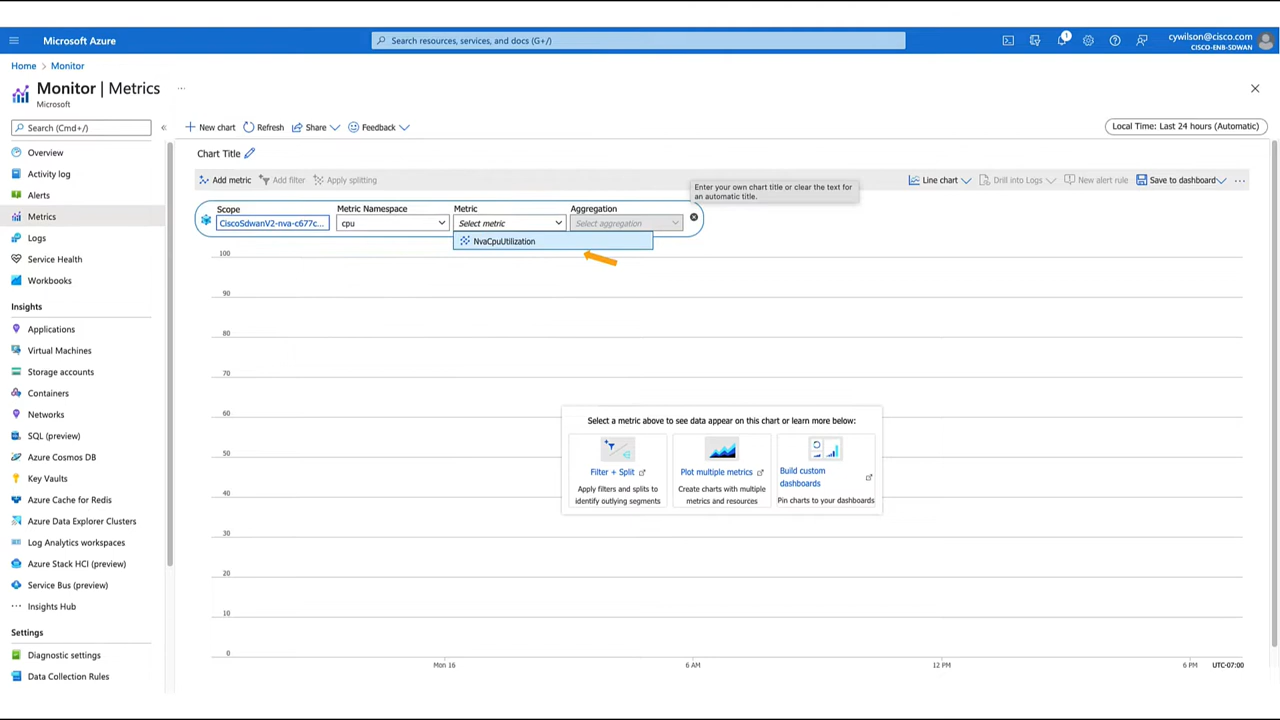 Microsoft Azure
Search resources, services, and docs (G+/)
1
cywilson@cisco.com
CISCO-ENB-SDWAN
Home > Monitor
Monitor | Metrics ...
Microsoft
Search (Cmd+/)
«
New chart
Refresh
Share
Feedback
Local Time: Last 24 hours (Automatic)
Overview
Activity log
Alerts
Metrics
Logs
Service Health
Workbooks
Insights
Applications
Virtual Machines
Storage accounts
Containers
Networks
SQL (preview)
Azure Cosmos DB
Key Vaults
Azure Cache for Redis
Azure Data Explorer Clusters
Log Analytics workspaces
Azure Stack HCI (preview)
Service Bus (preview)
Insights Hub
Settings
Diagnostic settings
Data Collection Rules
Chart Title
Add metric
Add filter
Apply splitting
Enter your own chart title or clear the text for
an automatic title.
Line chart
Drill into Logs
New alert rule
Save to dashboard
...
Scope
Metric Namespace
Metric
Aggregation
CiscoSdwanV2-nva-c677c...
cpu
Select metric
Select aggregation
NvaCpuUtilization
100
90
80
70
60
50
40
30
20
10
0
Select a metric above to see data appear on this chart or learn more below:
Filter + Split
Apply filters and splits to
identify outlying segments
Plot multiple metrics
Create charts with multiple
metrics and resources
Build custom
dashboards
Pin charts to your dashboards
Mon 16
6 AM
12 PM
6 PM
UTC-07:00